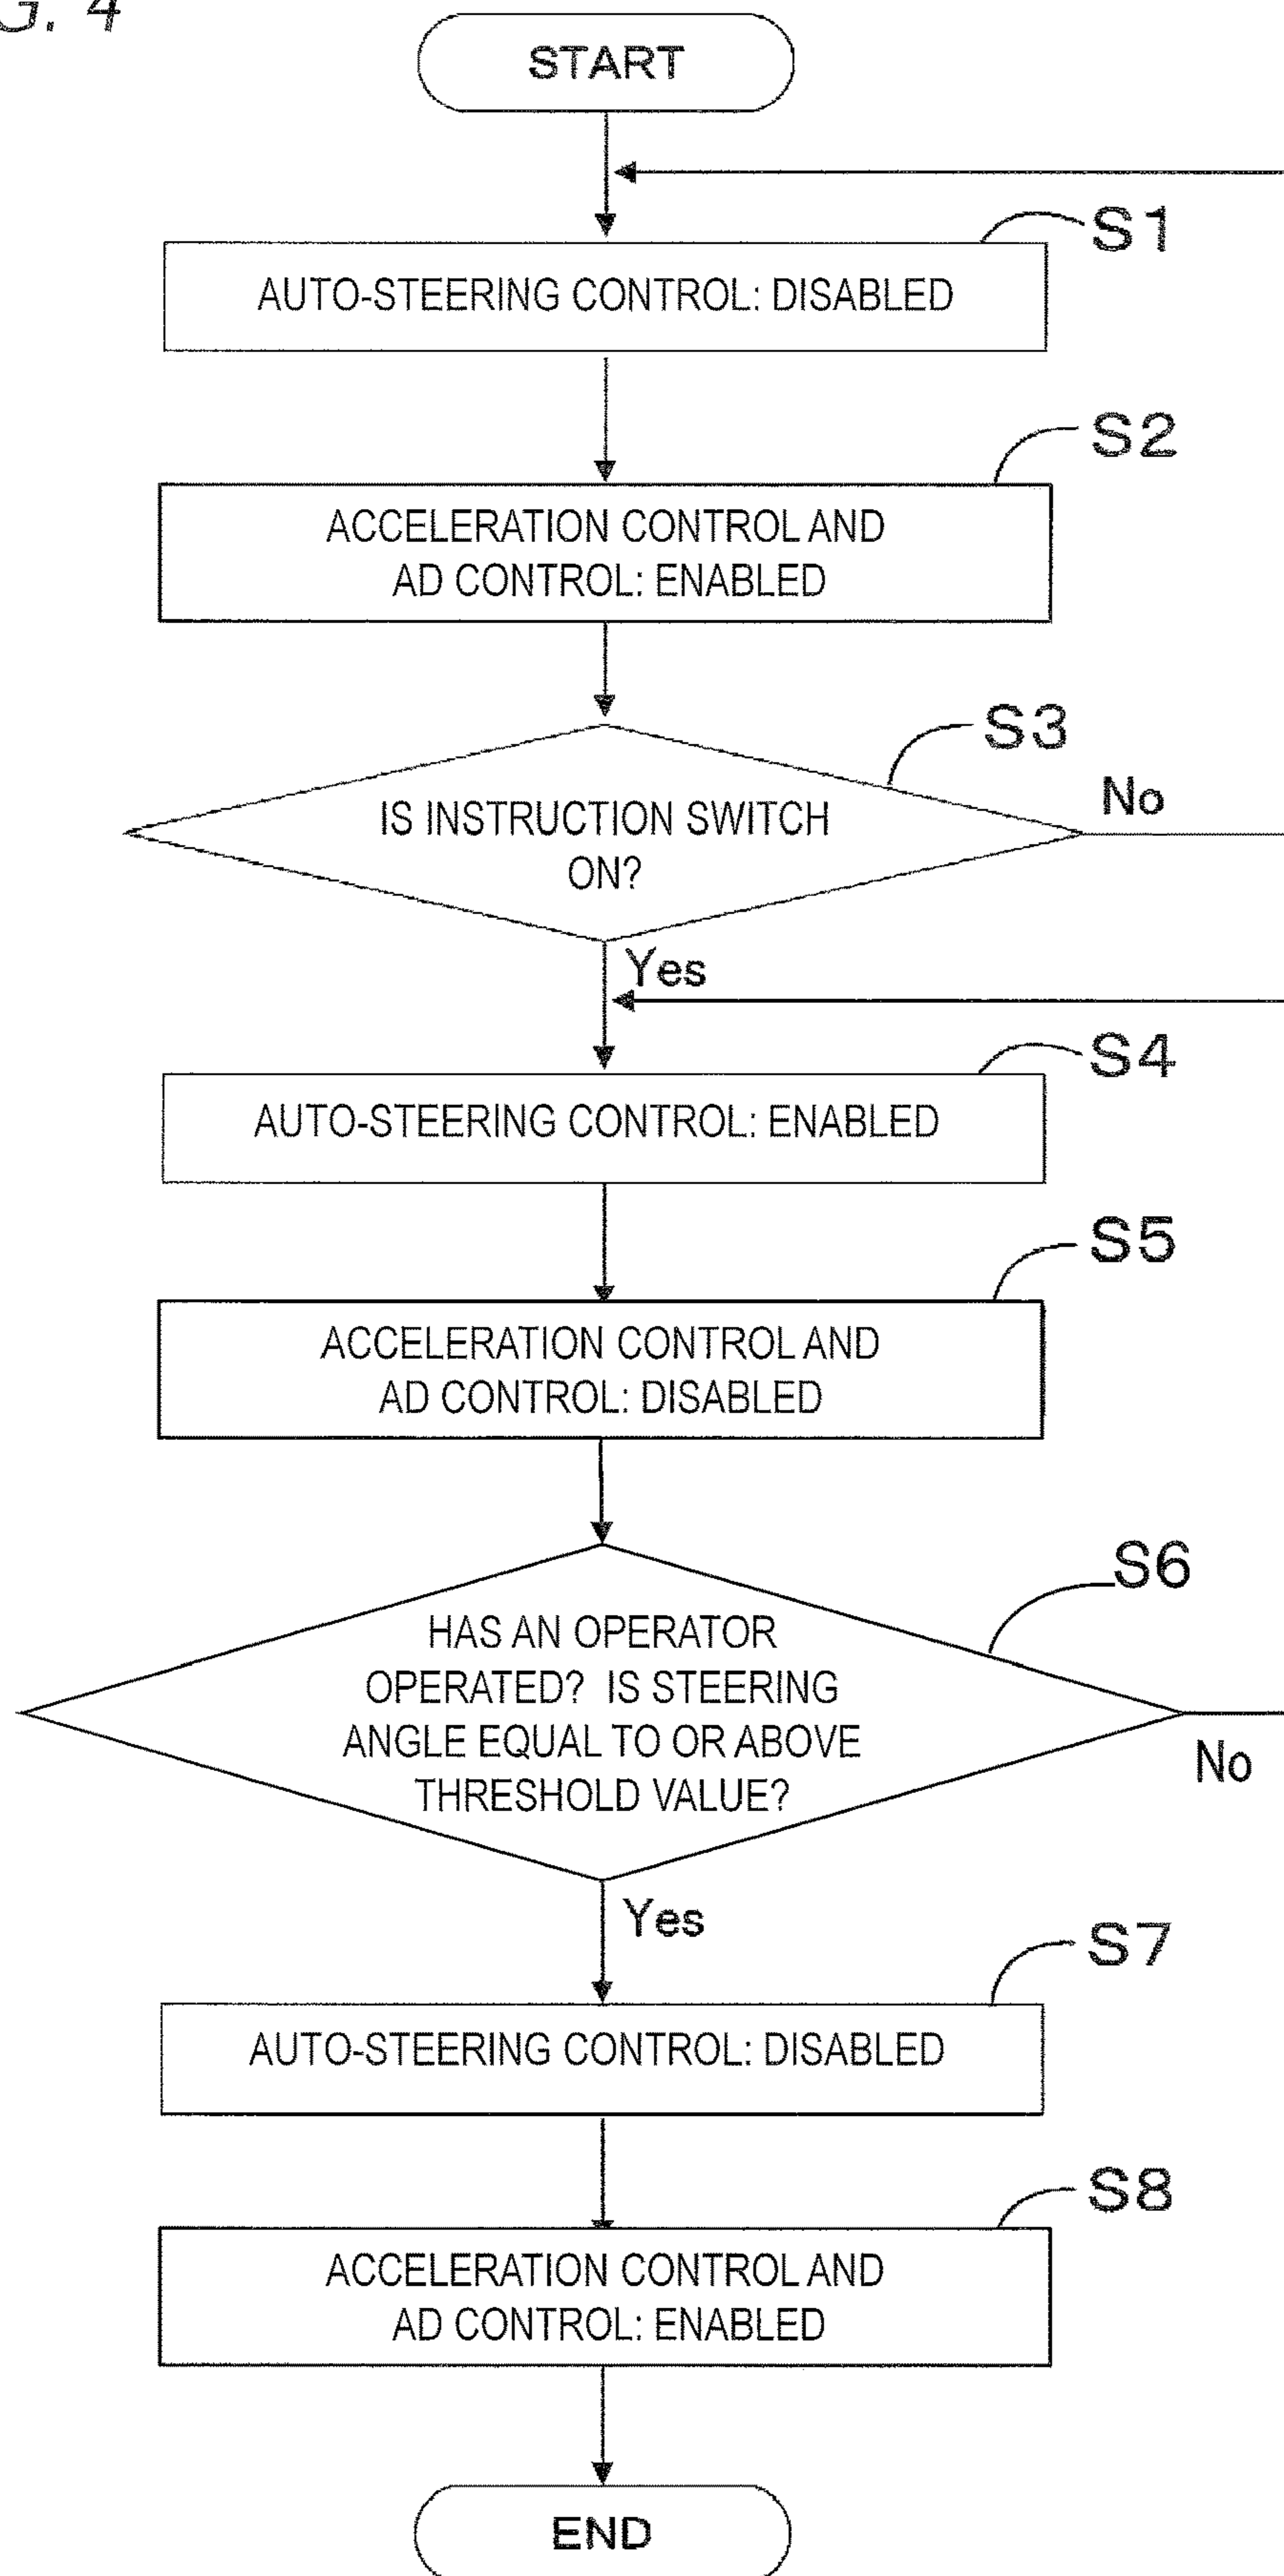 G. 4
START
S1
AUTO-STEERING CONTROL: DISABLED
S2
ACCELERATION CONTROL AND
AD CONTROL: ENABLED
S3
IS INSTRUCTION SWITCH
ON?
No
Yes
S4
AUTO-STEERING CONTROL: ENABLED
S5
ACCELERATION CONTROL AND
AD CONTROL: DISABLED
S6
HAS AN OPERATOR
OPERATED? IS STEERING
ANGLE EQUAL TO OR ABOVE
THRESHOLD VALUE?
No
Yes
S7
AUTO-STEERING CONTROL: DISABLED
S8
ACCELERATION CONTROL AND
AD CONTROL: ENABLED
END